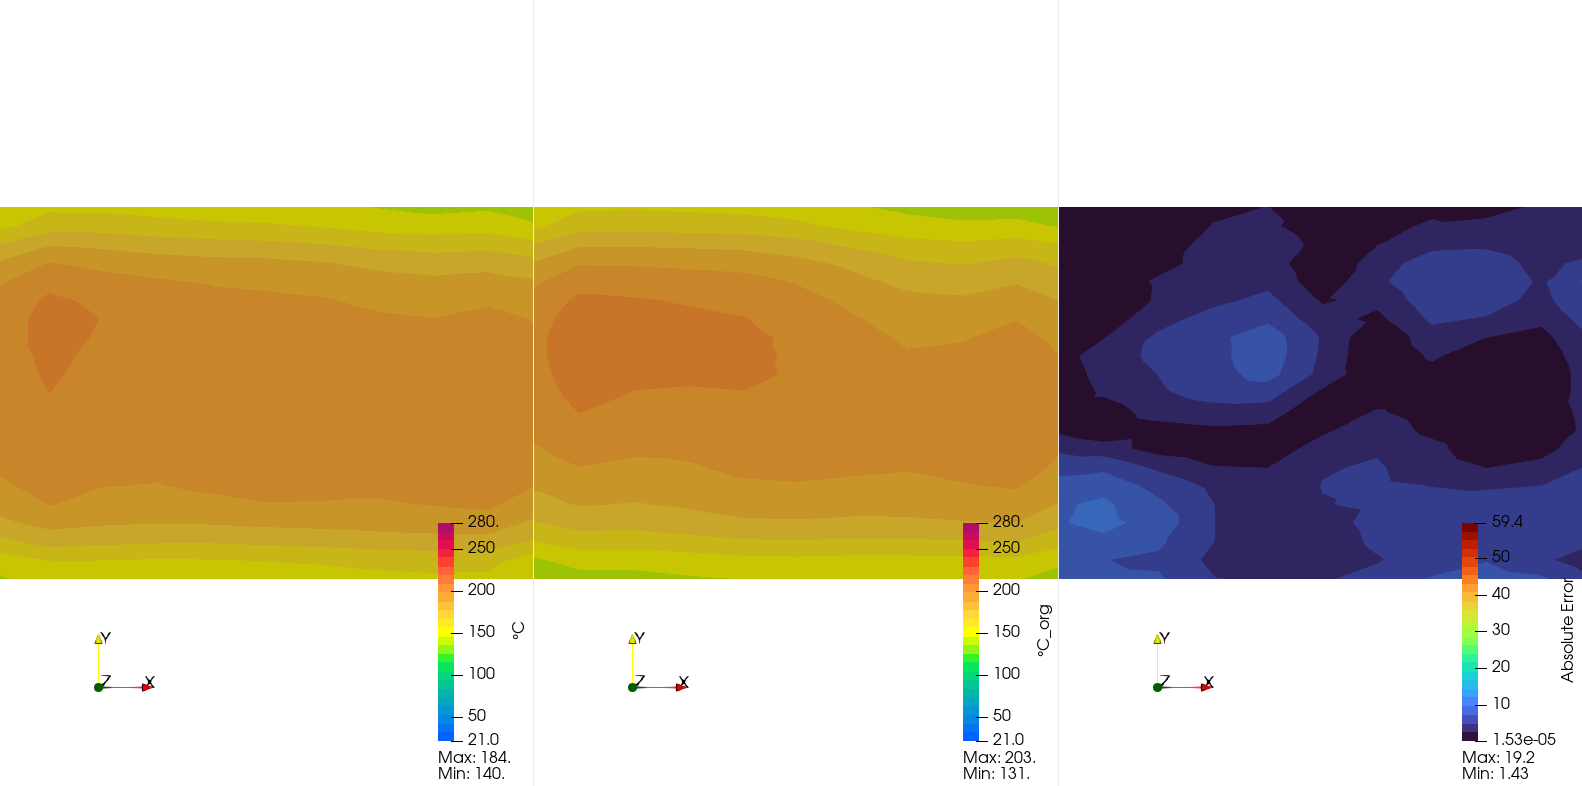 280.
250
200
150
100
50
21.0
°C
Max: 184.
Min: 140.
Y
Z
X
280.
250
200
150
100
50
21.0
°C_org
Max: 203.
Min: 131.
Y
Z
X
59.4
50
40
30
20
10
1.53e-05
Absolute Error
Max: 19.2
Min: 1.43
Y
Z
X